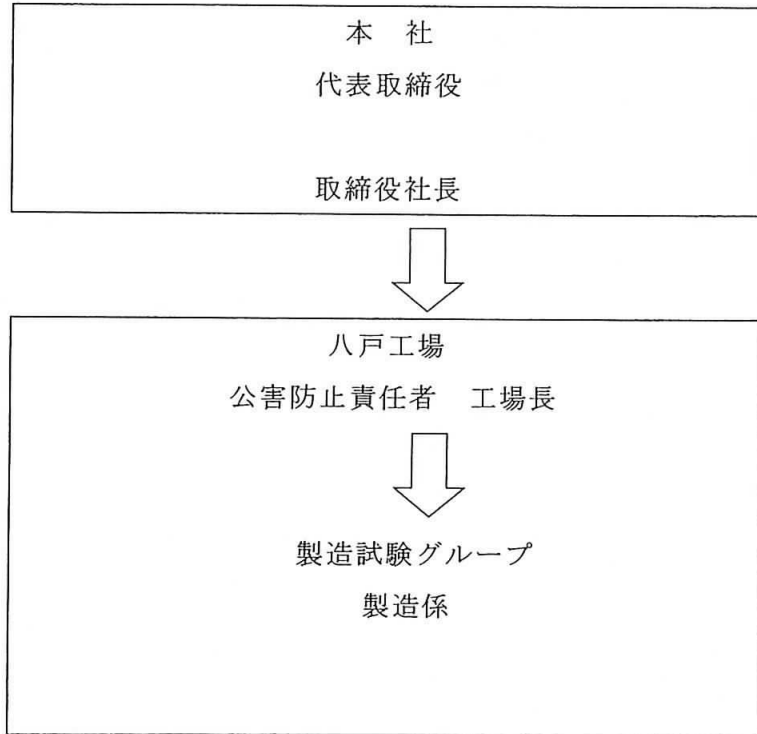 本　社
代表取締役
取締役社長
八戸工場
公害防止責任者　工場長
製造試験グループ
製造係